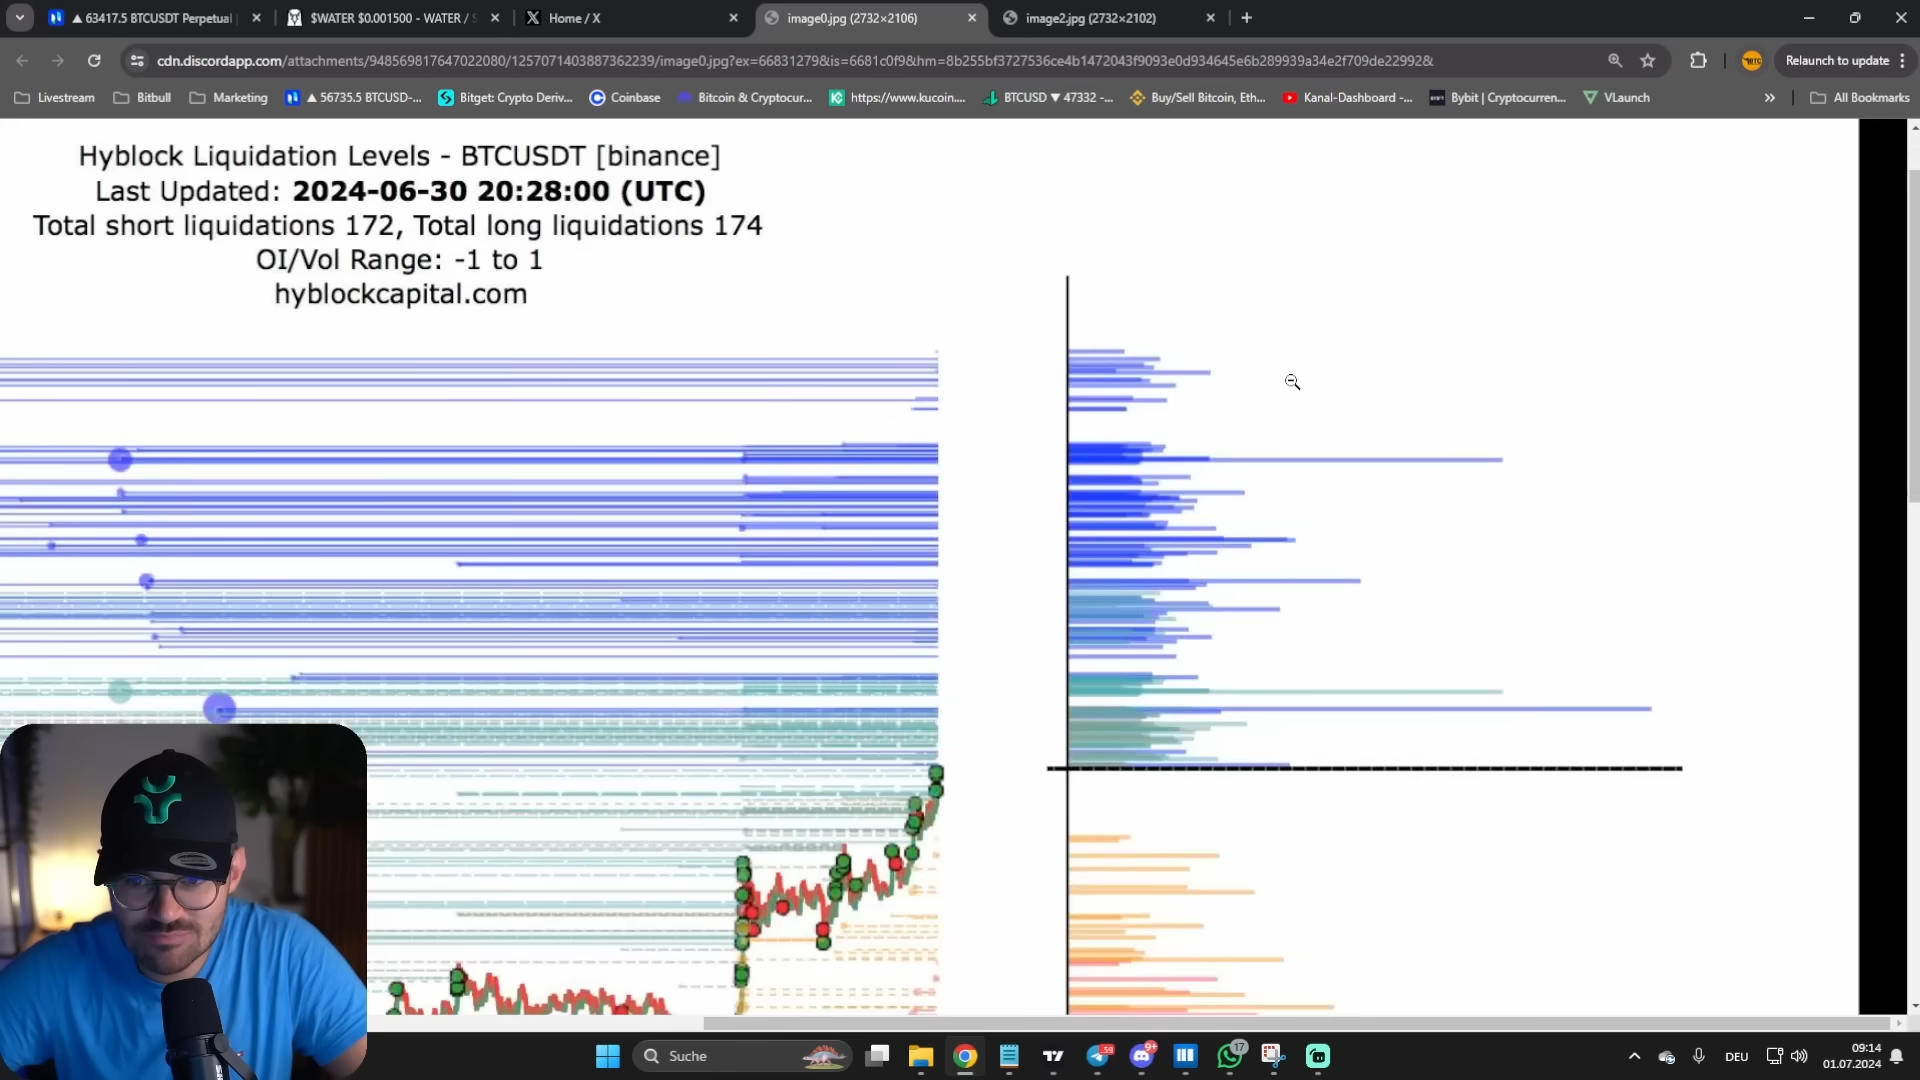 63417.5 BTCUSDT Perpetual
$WATER $0.001500 - WATER / S
Home / X
image0.jpg (2732×2106)
image2.jpg (2732×2102)
cdn.discordapp.com/attachments/948569817647022080/1257071403887362239/image0.jpg?ex=66831279&is=6681c0f9&hm=8b255bf3727536ce4b1472043f9093e0d934645e6b289939a34e2f709de22992&
Relaunch to update
Livestream
Bitbull
Marketing
▲ 56735.5 BTCUSD-...
Bitget: Crypto Deriv...
Coinbase
Bitcoin & Cryptocur...
https://www.kucoin....
BTCUSD ▼ 47332 -...
Buy/Sell Bitcoin, Eth...
Kanal-Dashboard -...
Bybit | Cryptocurren...
VLaunch
All Bookmarks
Hyblock Liquidation Levels - BTCUSDT [binance]
Last Updated: 2024-06-30 20:28:00 (UTC)
Total short liquidations 172, Total long liquidations 174
OI/Vol Range: -1 to 1
hyblockcapital.com
Suche
59
9+
17
DEU
09:14
01.07.2024